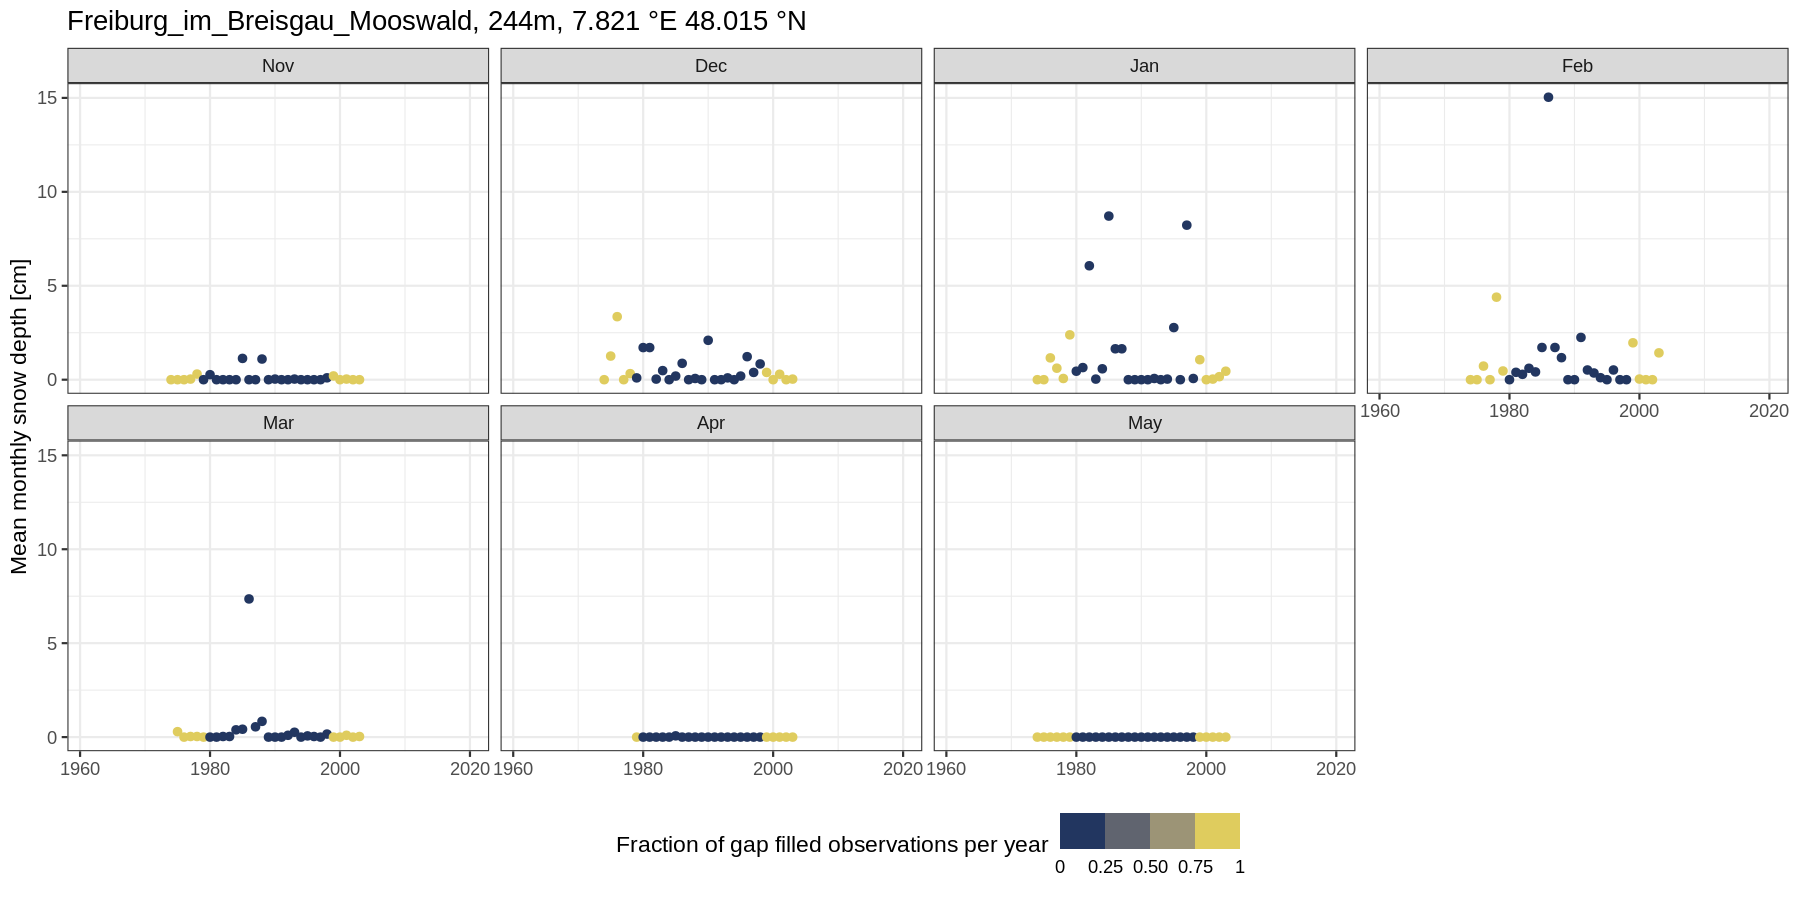 Freiburg_im_Breisgau_Mooswald, 244m, 7.821 °E 48.015 °N
Nov
Dec
Jan
Feb
15
10
5
0
1960
1980
2000
2020
Mean monthly snow depth [cm]
Mar
Apr
May
15
10
5
0
1960
1980
2000
2020
1960
1980
2000
2020
1960
1980
2000
2020
Fraction of gap filled observations per year
0
0.25
0.50
0.75
1